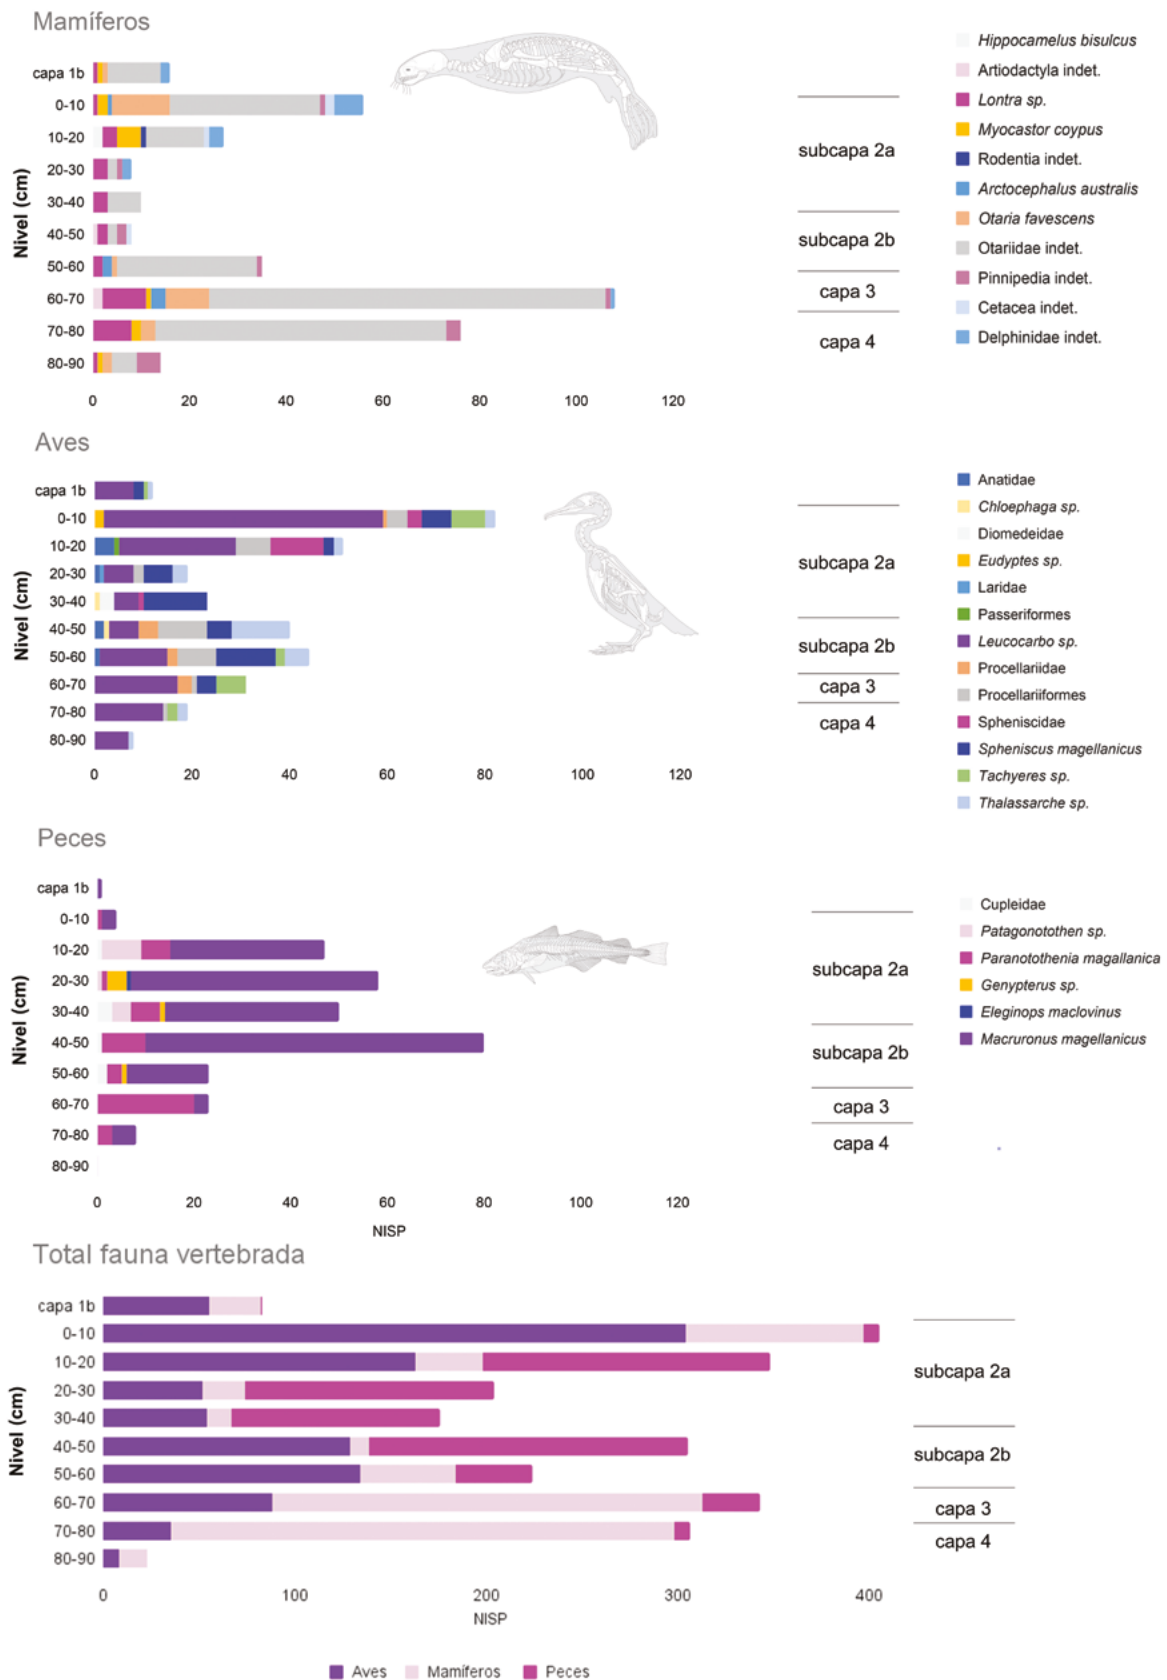 Mamíferos
Nivel (cm)
capa 1b
0-10
10-20
20-30
30-40
40-50
50-60
60-70
70-80
80-90
0 20 40 60 80 100 120
subcapa 2a
subcapa 2b
capa 3
capa 4
Hippocamelus bisulcus
Artiodactyla indet.
Lontra sp.
Myocastor coypus
Rodentia indet.
Arctocephalus australis
Otaria favescens
Otariidae indet.
Pinnipedia indet.
Cetacea indet.
Delphinidae indet.
Aves
Nivel (cm)
capa 1b
0-10
10-20
20-30
30-40
40-50
50-60
60-70
70-80
80-90
0 20 40 60 80 100 120
subcapa 2a
subcapa 2b
capa 3
capa 4
Anatidae
Chloephaga sp.
Diomedeidae
Eudyptes sp.
Laridae
Passeriformes
Leucocarbo sp.
Procellariidae
Procellariiformes
Spheniscidae
Spheniscus magellanicus
Tachyeres sp.
Thalassarche sp.
Peces
Nivel (cm)
capa 1b
0-10
10-20
20-30
30-40
40-50
50-60
60-70
70-80
80-90
0 20 40 60 80 100 120
NISP
subcapa 2a
subcapa 2b
capa 3
capa 4
Cupleidae
Patagonotothen sp.
Paranotothenia magallanica
Genypterus sp.
Eleginops maclovinus
Macruronus magellanicus
Total fauna vertebrada
Nivel (cm)
capa 1b
0-10
10-20
20-30
30-40
40-50
50-60
60-70
70-80
80-90
0 100 200 300 400
NISP
subcapa 2a
subcapa 2b
capa 3
capa 4
Aves Mamíferos Peces